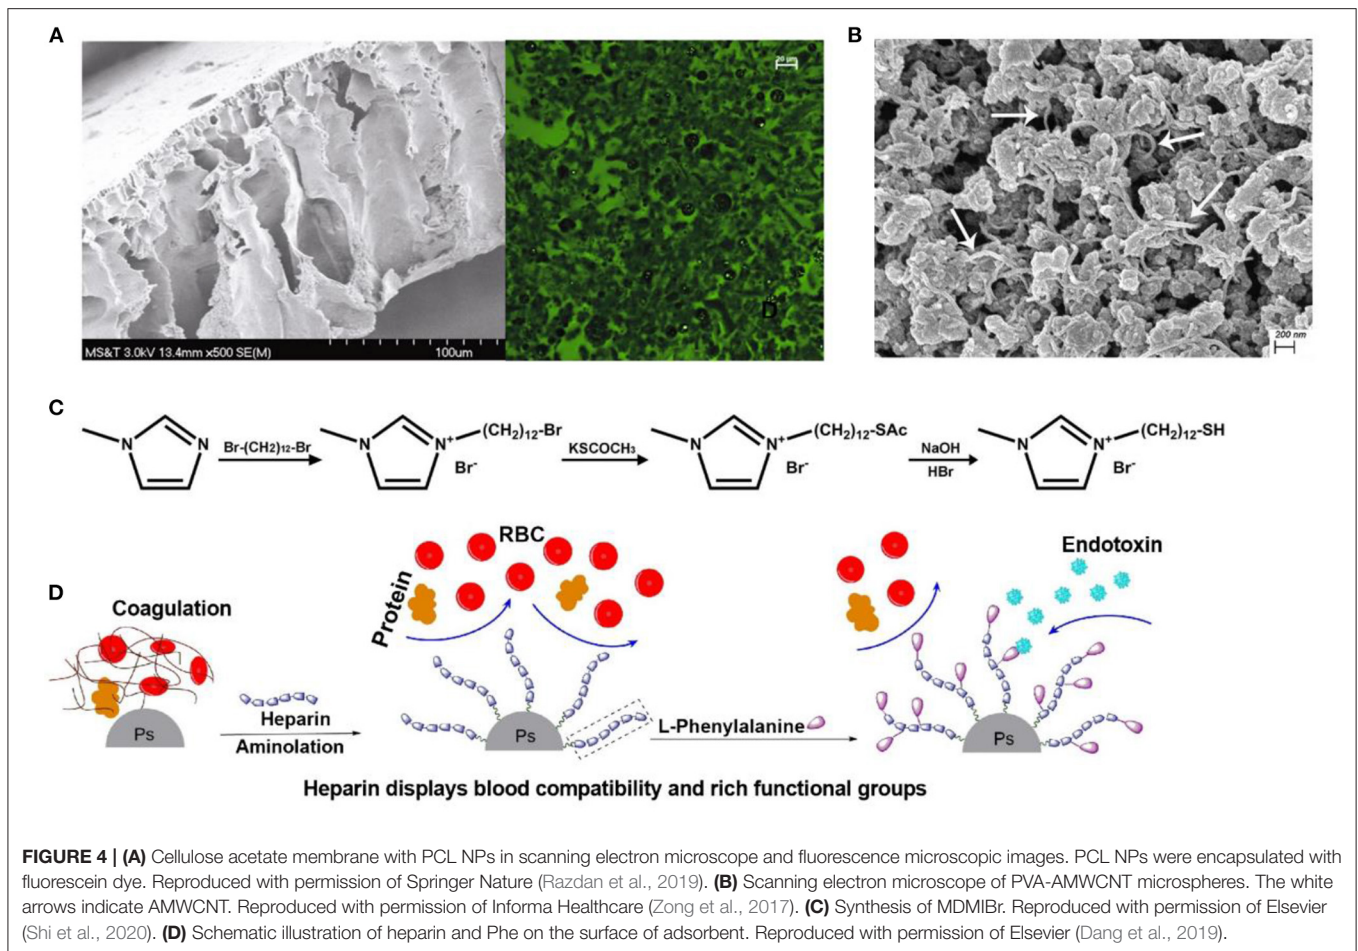 A
B
20 µm
D
MS&T 3.0kV 13.4mm x500 SE(M)
100um
200 nm
C
N
N
Br-(CH2)12-Br
N
N⁺
(CH₂)12-Br
Br⁻
KSCOCH₃
N
N⁺
(CH₂)12-SAc
Br⁻
NaOH
HBr
N
N⁺
(CH₂)12-SH
Br⁻
D
Coagulation
Ps
Heparin
Aminolation
Protein
RBC
Ps
L-Phenylalanine
Endotoxin
Ps
Heparin displays blood compatibility and rich functional groups
FIGURE 4 | (A) Cellulose acetate membrane with PCL NPs in scanning electron microscope and fluorescence microscopic images. PCL NPs were encapsulated with
fluorescein dye. Reproduced with permission of Springer Nature (Razdan et al., 2019). (B) Scanning electron microscope of PVA-AMWCNT microspheres. The white
arrows indicate AMWCNT. Reproduced with permission of Informa Healthcare (Zong et al., 2017). (C) Synthesis of MDMIBr. Reproduced with permission of Elsevier
(Shi et al., 2020). (D) Schematic illustration of heparin and Phe on the surface of adsorbent. Reproduced with permission of Elsevier (Dang et al., 2019).